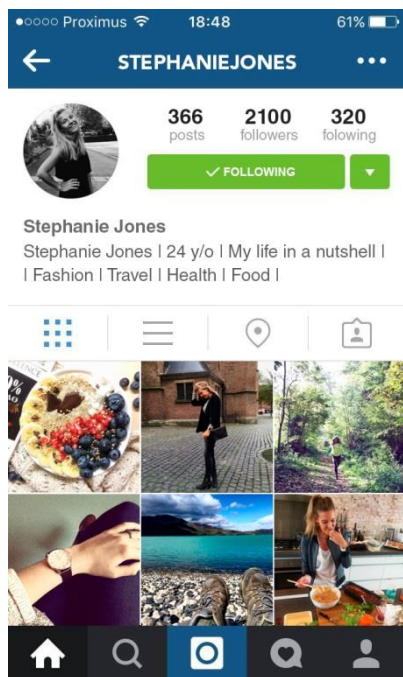 ●○○○○ Proximus 18:48 61%
STEPHANIEJONES
366 2100 320
posts followers folowing
FOLLOWING
Stephanie Jones
Stephanie Jones | 24 y/o | My life in a nutshell |
| Fashion | Travel | Health | Food |